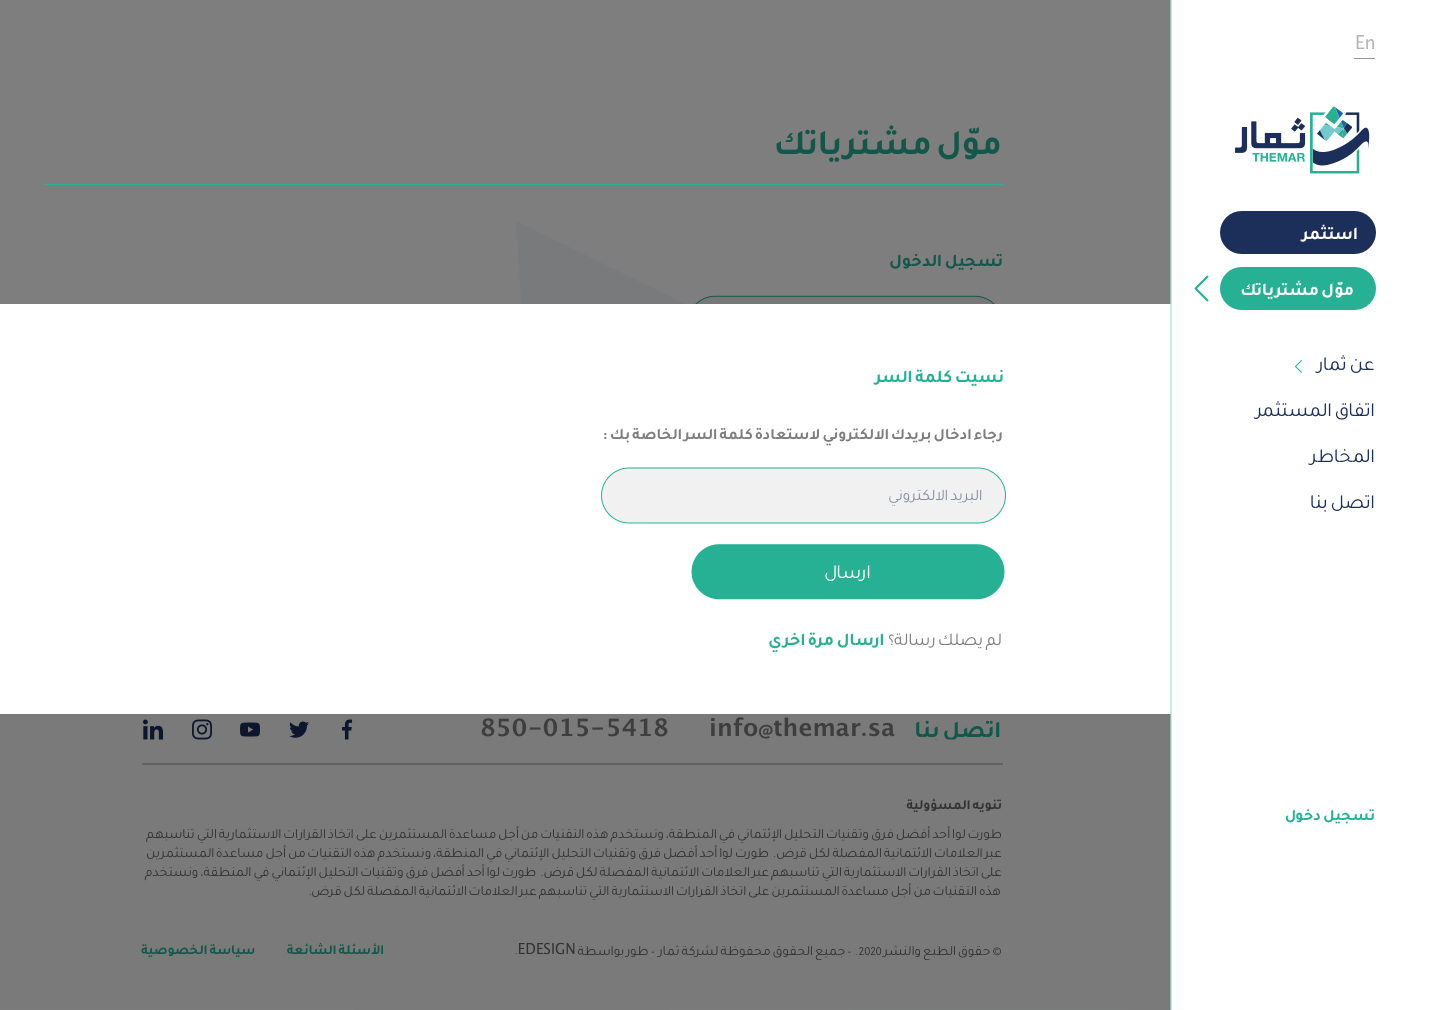 En
ثمار
THEMAR
استثمر
موّل مشترياتك
عن ثمار
اتفاق المستثمر
المخاطر
اتصل بنا
تسجيل دخول
موّل مشترياتك
تسجيل الدخول
نسيت كلمة السر
رجاء ادخال بريدك الالكتروني لاستعادة كلمة السر الخاصة بك :
البريد الالكتروني
ارسال
لم يصلك رسالة؟ ارسال مرة اخري
اتصل بنا info@themar.sa 850-015-5418
تنويه المسؤولية
طورت لوا أحد أفضل فرق وتقنيات التحليل الإئتماني في المنطقة، ونستخدم هذه التقنيات من أجل مساعدة المستثمرين على اتخاذ القرارات الاستثمارية التي تناسبهم
عبر العلامات الائتمانية المفصلة لكل قرض. طورت لوا أحد أفضل فرق وتقنيات التحليل الإئتماني في المنطقة، ونستخدم هذه التقنيات من أجل مساعدة المستثمرين
على اتخاذ القرارات الاستثمارية التي تناسبهم عبر العلامات الائتمانية المفصلة لكل قرض. طورت لوا أحد أفضل فرق وتقنيات التحليل الإئتماني في المنطقة، ونستخدم
هذه التقنيات من أجل مساعدة المستثمرين على اتخاذ القرارات الاستثمارية التي تناسبهم عبر العلامات الائتمانية المفصلة لكل قرض.
© حقوق الطبع والنشر 2020. - جميع الحقوق محفوظة لشركة ثمار - طور بواسطة EDESIGN.
الأسئلة الشائعة
سياسة الخصوصية